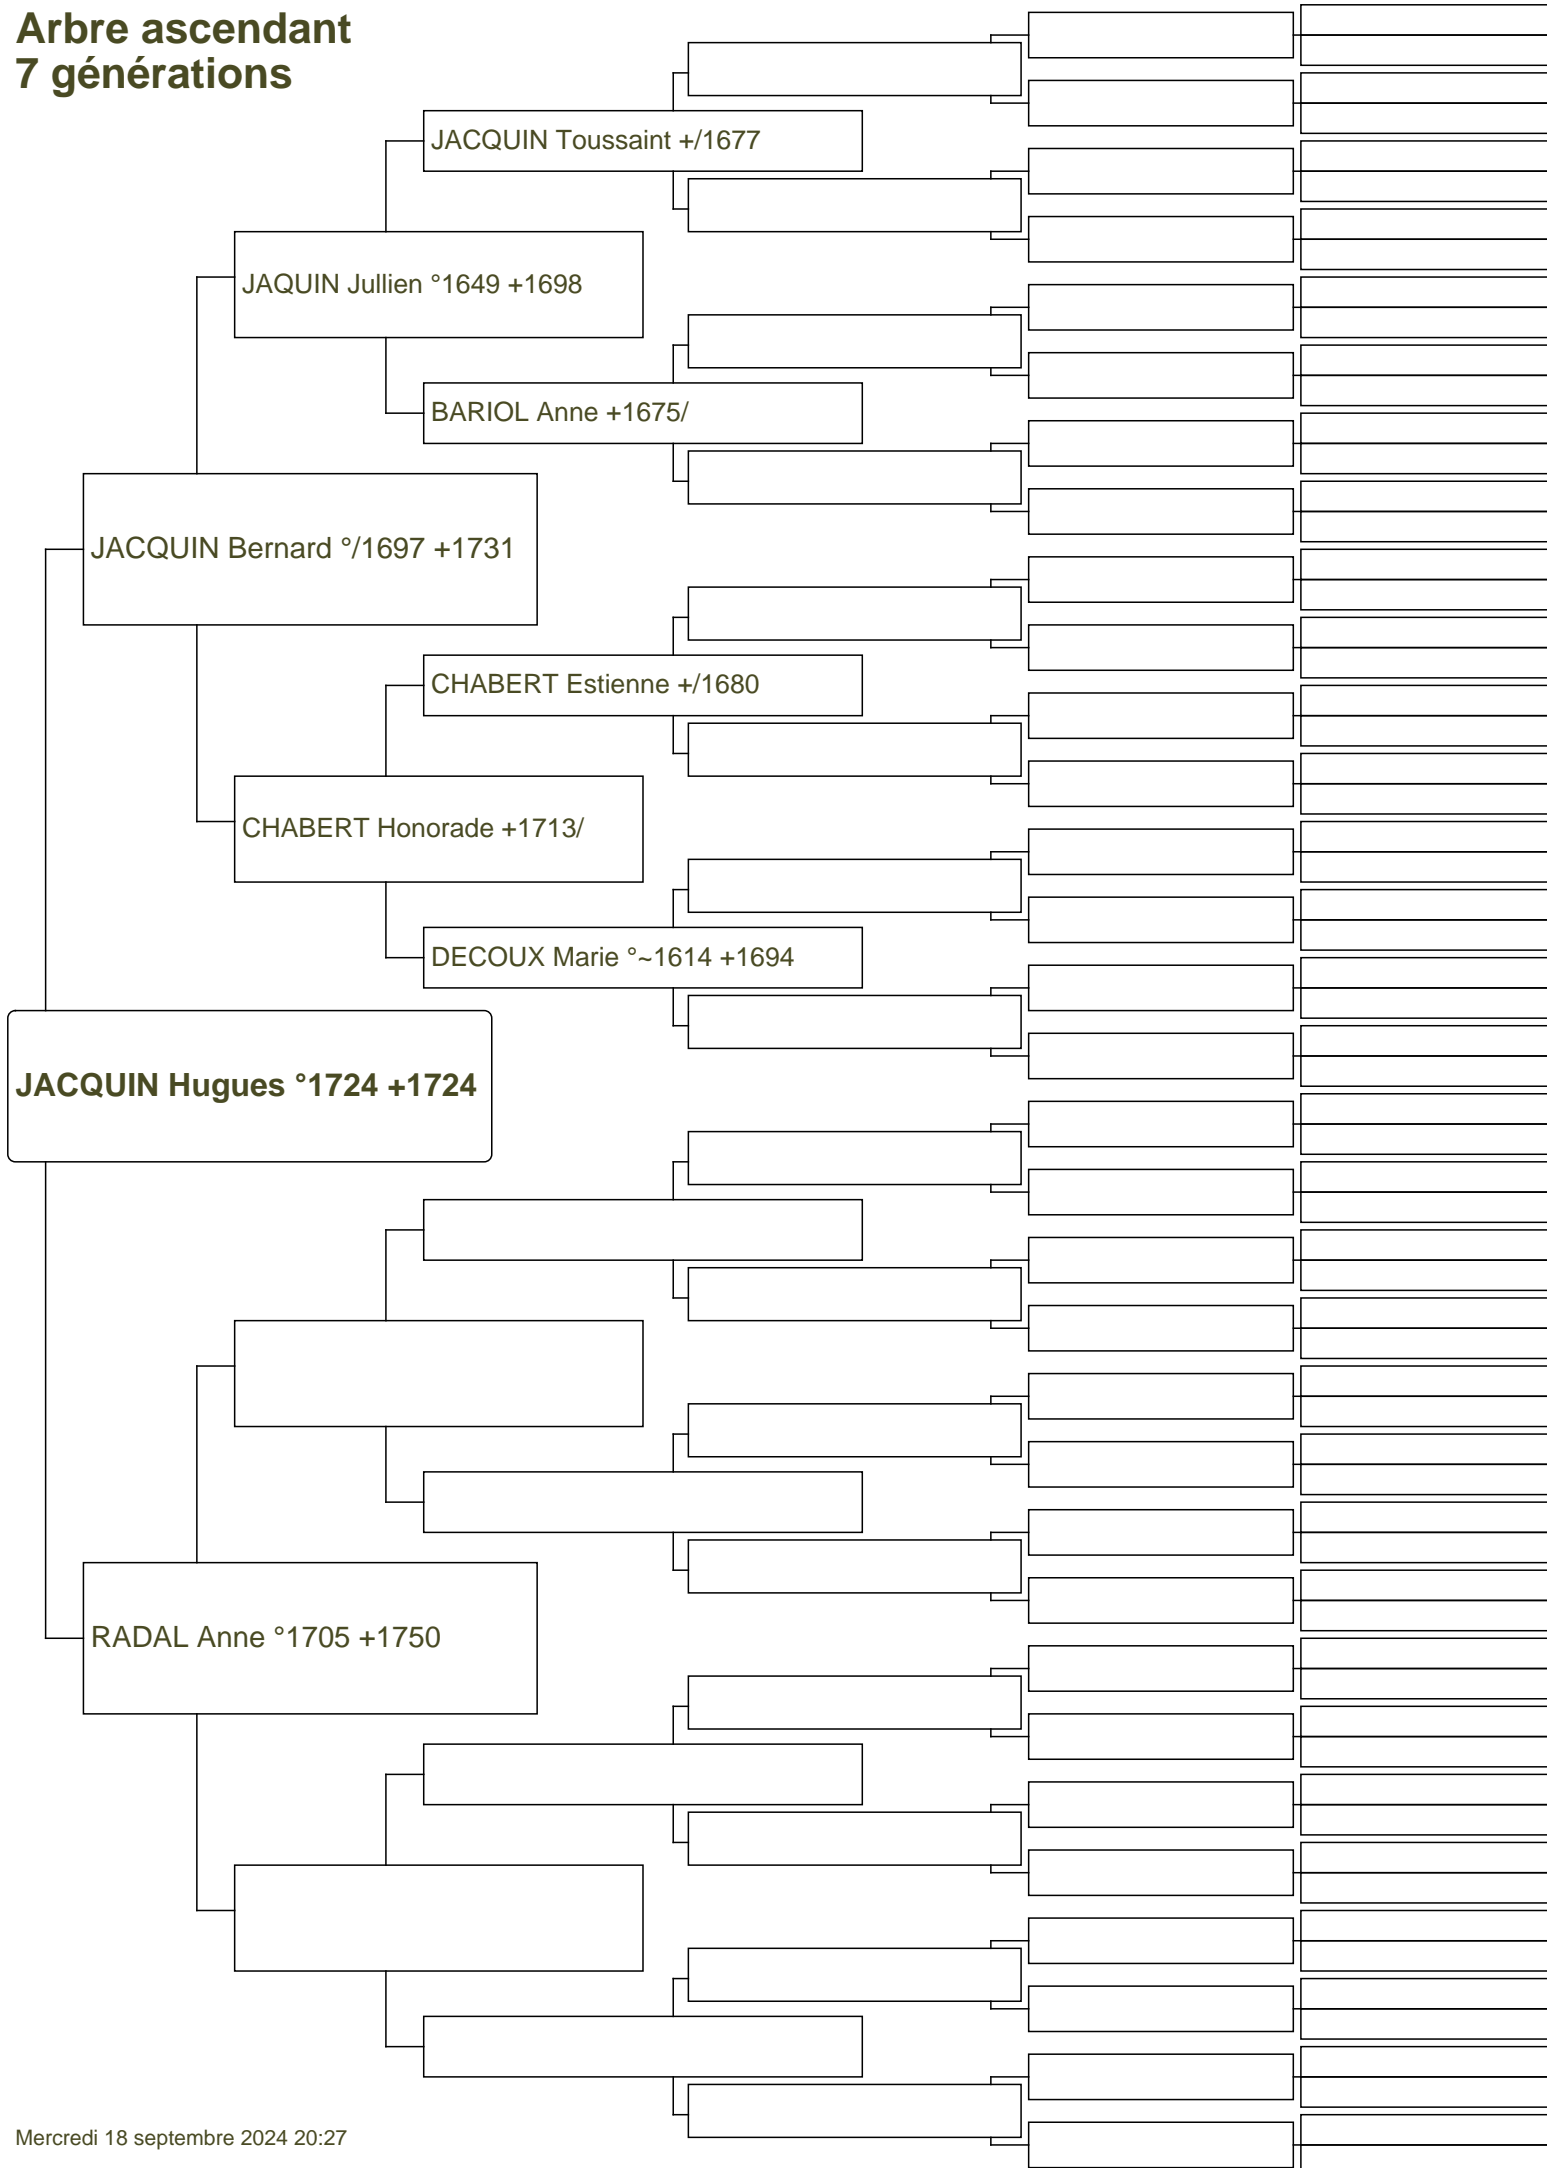 Arbre ascendant
7 générations
JACQUIN Toussaint +/1677
JAQUIN Jullien °1649 +1698
BARIOL Anne +1675/
JACQUIN Bernard °/1697 +1731
CHABERT Estienne +/1680
CHABERT Honorade +1713/
DECOUX Marie °~1614 +1694
JACQUIN Hugues °1724 +1724
RADAL Anne °1705 +1750
Mercredi 18 septembre 2024 20:27